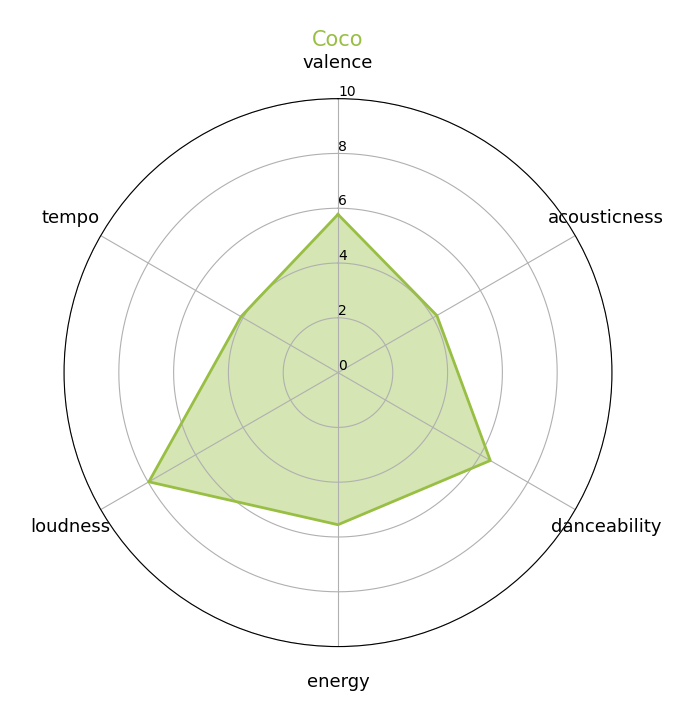 Coco
valence
10
8
6
4
2
0
tempo
acousticness
loudness
danceability
energy